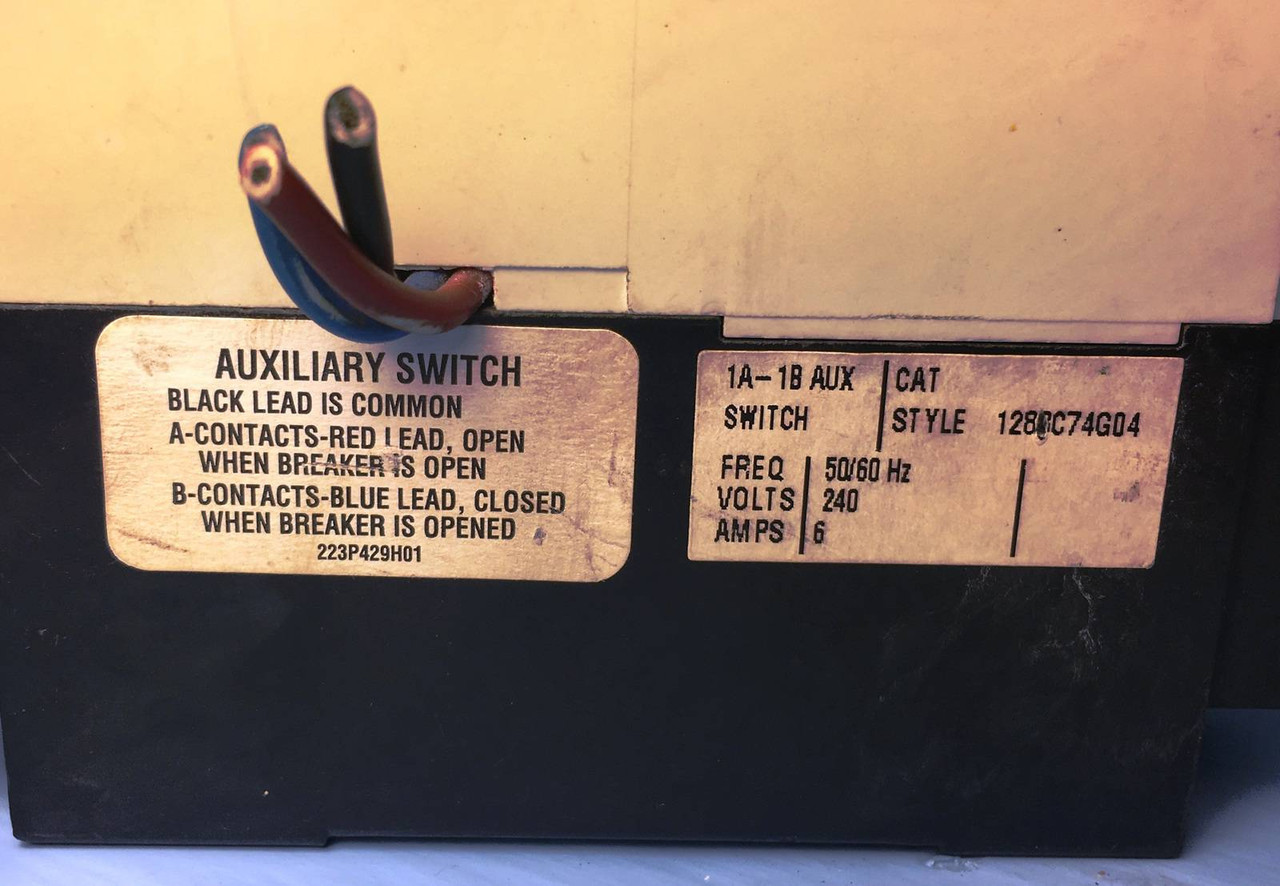 AUXILIARY SWITCH
BLACK LEAD IS COMMON
A-CONTACTS-RED LEAD, OPEN
WHEN BREAKER IS OPEN
B-CONTACTS-BLUE LEAD, CLOSED
WHEN BREAKER IS OPENED
223P429H01
1A-1B AUX
SWITCH
CAT
STYLE
FREQ 50/60 Hz
VOLTS 240
AMPS 6